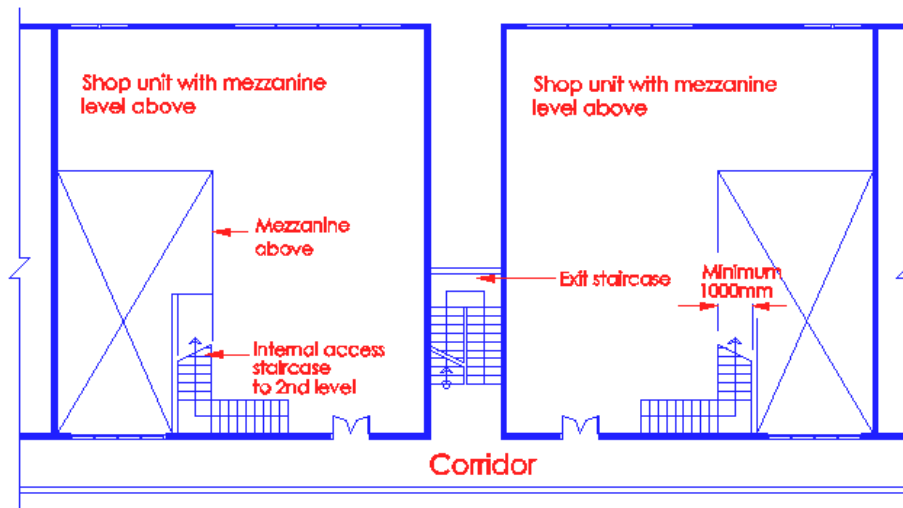 Shop unit with mezzanine
level above
Shop unit with mezzanine
level above
Mezzanine
above
Exit staircase
Minimum
1000mm
Internal access
staircase
to 2nd level
Corridor